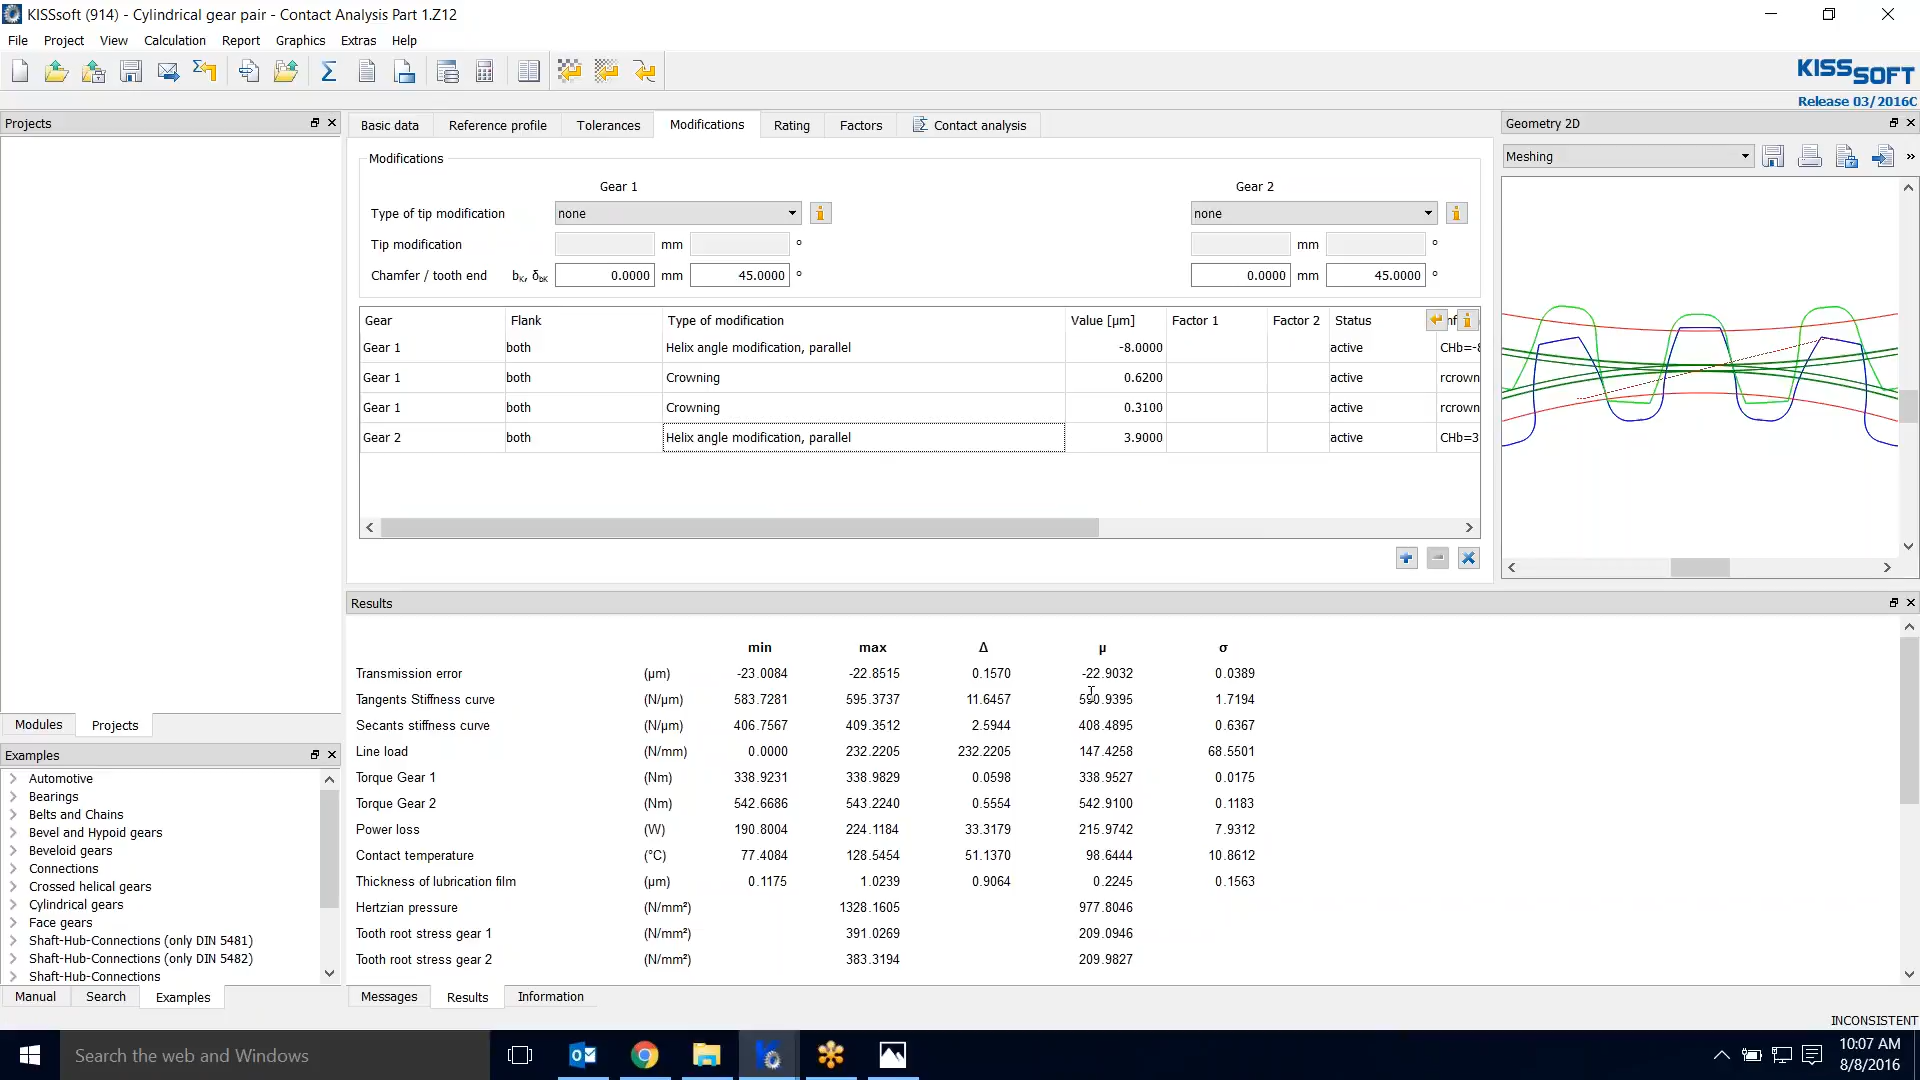 KISSsoft (914) - Cylindrical gear pair - Contact Analysis Part 1.Z12
File Project View Calculation Report Graphics Extras Help
KISSSOFT
Release 03/2016C
Projects
Modules Projects
Examples
Automotive
Bearings
Belts and Chains
Bevel and Hypoid gears
Beveloid gears
Connections
Crossed helical gears
Cylindrical gears
Face gears
Shaft-Hub-Connections (only DIN 5481)
Shaft-Hub-Connections (only DIN 5482)
Shaft-Hub-Connections
Manual Search Examples
Basic data Reference profile Tolerances Modifications Rating Factors Contact analysis
Modifications
Gear 1 Gear 2
Type of tip modification none none
Tip modification mm ° mm °
Chamfer / tooth end bK, δbK 0.0000 mm 45.0000 ° 0.0000 mm 45.0000 °
Gear Flank Type of modification Value [µm] Factor 1 Factor 2 Status
Gear 1 both Helix angle modification, parallel -8.0000 active CHb=-8
Gear 1 both Crowning 0.6200 active rcrown
Gear 1 both Crowning 0.3100 active rcrown
Gear 2 both Helix angle modification, parallel 3.9000 active CHb=3
Geometry 2D
Meshing
Results
min max Δ µ σ
Transmission error (µm) -23.0084 -22.8515 0.1570 -22.9032 0.0389
Tangents Stiffness curve (N/µm) 583.7281 595.3737 11.6457 590.9395 1.7194
Secants stiffness curve (N/µm) 406.7567 409.3512 2.5944 408.4895 0.6367
Line load (N/mm) 0.0000 232.2205 232.2205 147.4258 68.5501
Torque Gear 1 (Nm) 338.9231 338.9829 0.0598 338.9527 0.0175
Torque Gear 2 (Nm) 542.6686 543.2240 0.5554 542.9100 0.1183
Power loss (W) 190.8004 224.1184 33.3179 215.9742 7.9312
Contact temperature (°C) 77.4084 128.5454 51.1370 98.6444 10.8612
Thickness of lubrication film (µm) 0.1175 1.0239 0.9064 0.2245 0.1563
Hertzian pressure (N/mm²) 1328.1605 977.8046
Tooth root stress gear 1 (N/mm²) 391.0269 209.0946
Tooth root stress gear 2 (N/mm²) 383.3194 209.9827
Messages Results Information
INCONSISTENT
Search the web and Windows
10:07 AM
8/8/2016